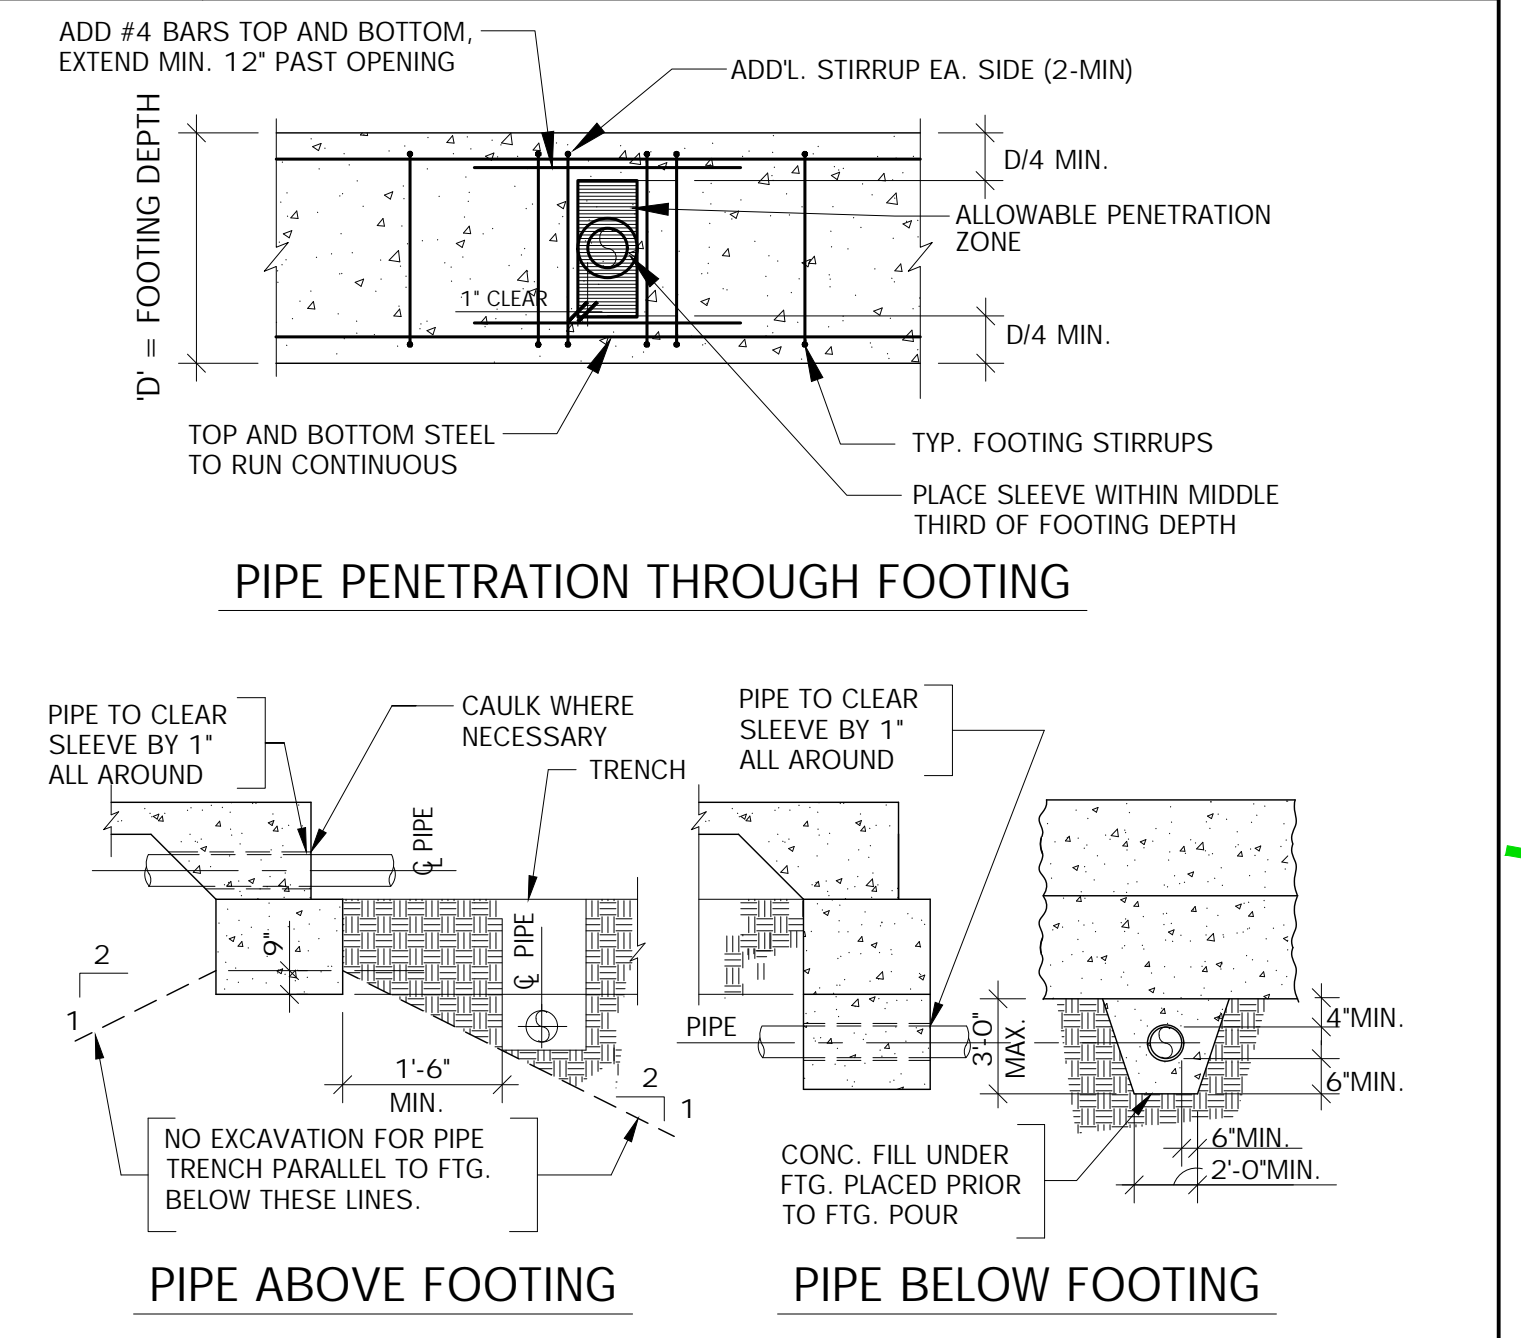 ADD #4 BARS TOP AND BOTTOM,
EXTEND MIN. 12" PAST OPENING
ADD'L. STIRRUP EA. SIDE (2-MIN)
'D' = FOOTING DEPTH
D/4 MIN.
ALLOWABLE PENETRATION
ZONE
1" CLEAR
D/4 MIN.
TOP AND BOTTOM STEEL
TO RUN CONTINUOUS
TYP. FOOTING STIRRUPS
PLACE SLEEVE WITHIN MIDDLE
THIRD OF FOOTING DEPTH
PIPE PENETRATION THROUGH FOOTING
PIPE TO CLEAR
SLEEVE BY 1"
ALL AROUND
CAULK WHERE
NECESSARY
TRENCH
℄ PIPE
℄ PIPE
9"
2
1
1'-6"
MIN.
2
1
NO EXCAVATION FOR PIPE
TRENCH PARALLEL TO FTG.
BELOW THESE LINES.
PIPE ABOVE FOOTING
PIPE TO CLEAR
SLEEVE BY 1"
ALL AROUND
PIPE
3'-0"
MAX.
4"MIN.
6"MIN.
6"MIN.
2'-0"MIN.
CONC. FILL UNDER
FTG. PLACED PRIOR
TO FTG. POUR
PIPE BELOW FOOTING